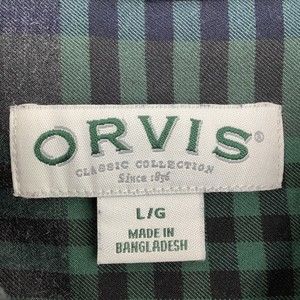 ORVIS®
CLASSIC COLLECTION
Since 1856
L/G
MADE IN
BANGLADESH